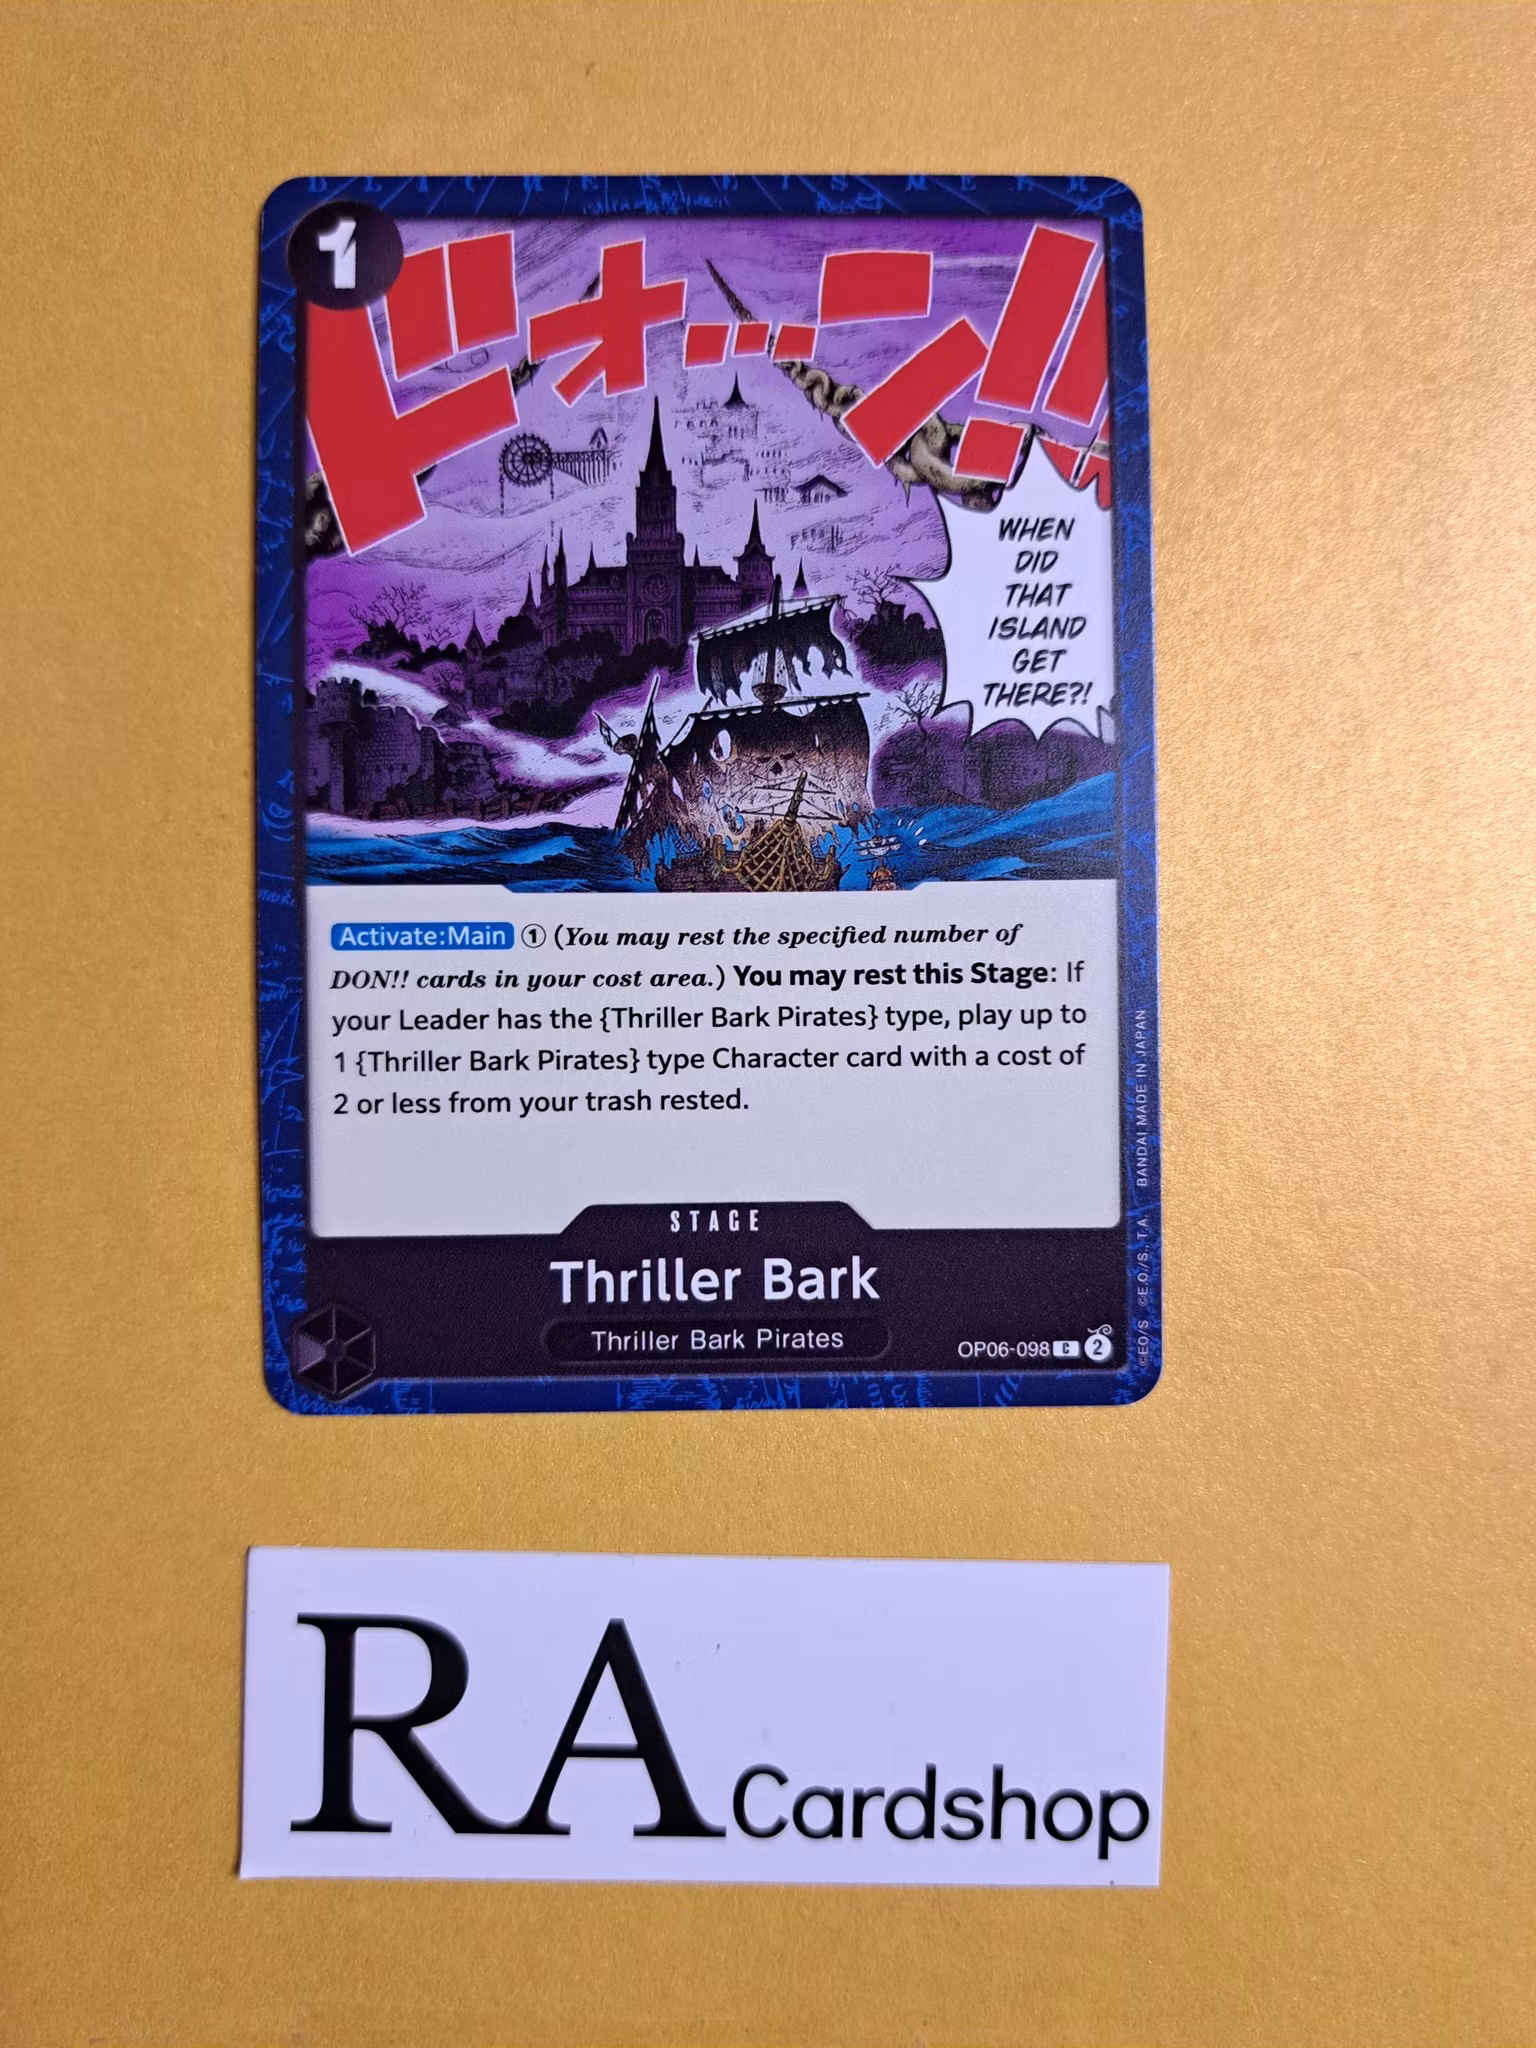 1
ドォ...ン!!
WHEN
DID
THAT
ISLAND
GET
THERE?!
Activate:Main ① (You may rest the specified number of
DON!! cards in your cost area.) You may rest this Stage: If
your Leader has the {Thriller Bark Pirates} type, play up to
1 {Thriller Bark Pirates} type Character card with a cost of
2 or less from your trash rested.
STAGE
Thriller Bark
Thriller Bark Pirates
OP06-098 C 2
©EO/S ©E.O./S., T.A. BANDAI MADE IN JAPAN
RA Cardshop